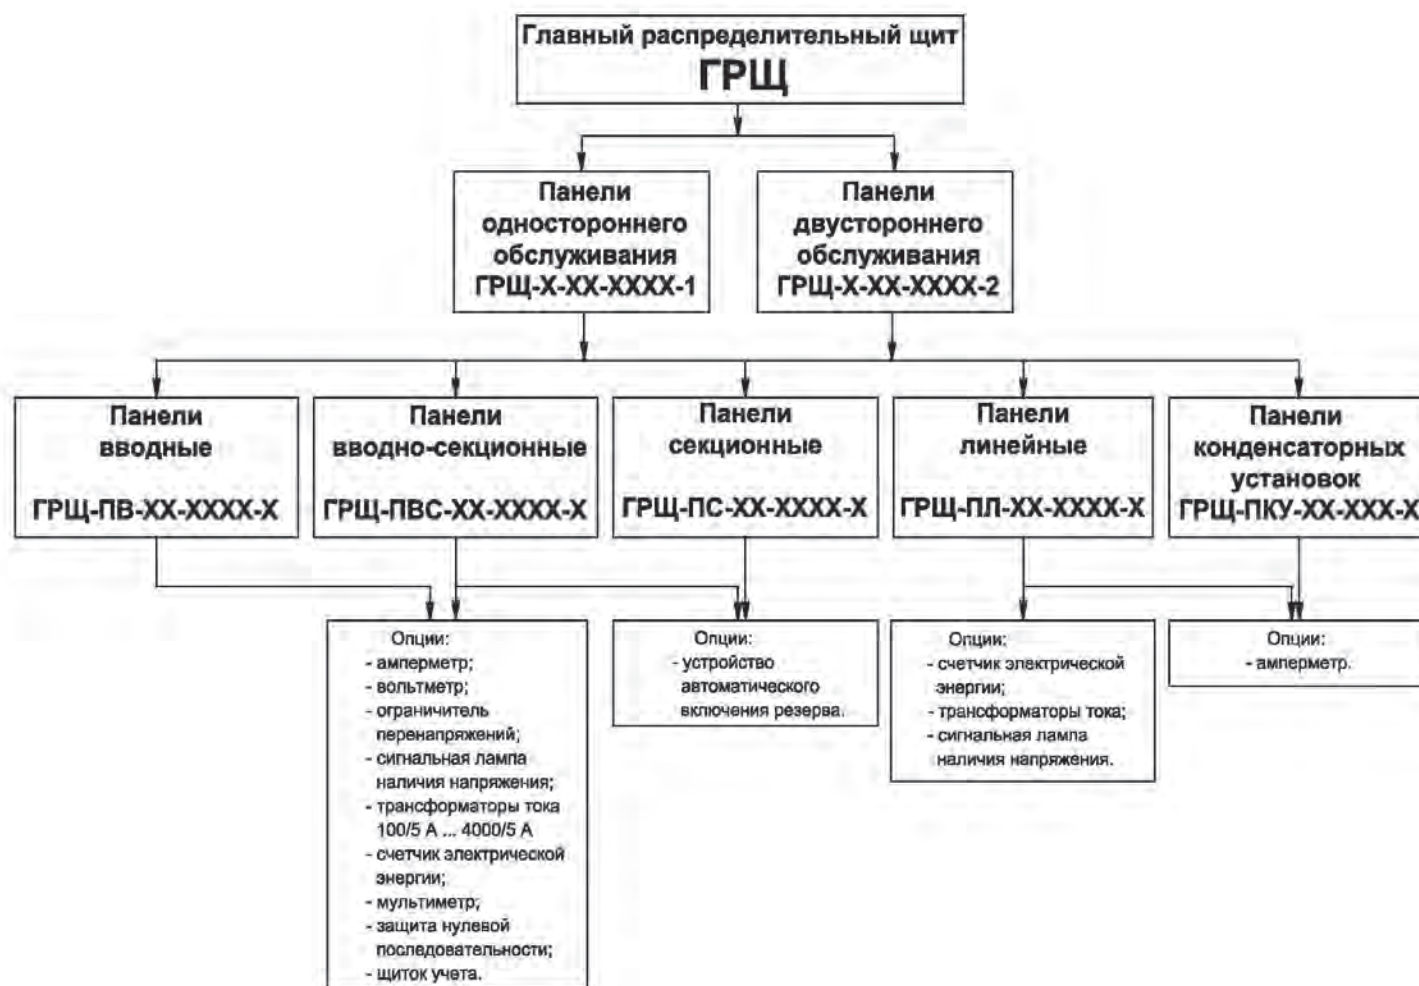 Главный распределительный щит
ГРЩ
Панели
одностороннего
обслуживания
ГРЩ-Х-ХХ-ХХХХ-1
Панели
двустороннего
обслуживания
ГРЩ-Х-ХХ-ХХХХ-2
Панели
вводные
ГРЩ-ПВ-ХХ-ХХХХ-Х
Панели
вводно-секционные
ГРЩ-ПВС-ХХ-ХХХХ-Х
Панели
секционные
ГРЩ-ПС-ХХ-ХХХХ-Х
Панели
линейные
ГРЩ-ПЛ-ХХ-ХХХХ-Х
Панели
конденсаторных
установок
ГРЩ-ПКУ-ХХ-ХХХ-Х
Опции:
- амперметр;
- вольтметр;
- ограничитель
перенапряжений;
- сигнальная лампа
наличия напряжения;
- трансформаторы тока
100/5 А ... 4000/5 А
- счетчик электрической
энергии;
- мультиметр;
- защита нулевой
последовательности;
- щиток учета.
Опции:
- устройство
автоматического
включения резерва.
Опции:
- счетчик электрической
энергии;
- трансформаторы тока;
- сигнальная лампа
наличия напряжения.
Опции:
- амперметр.